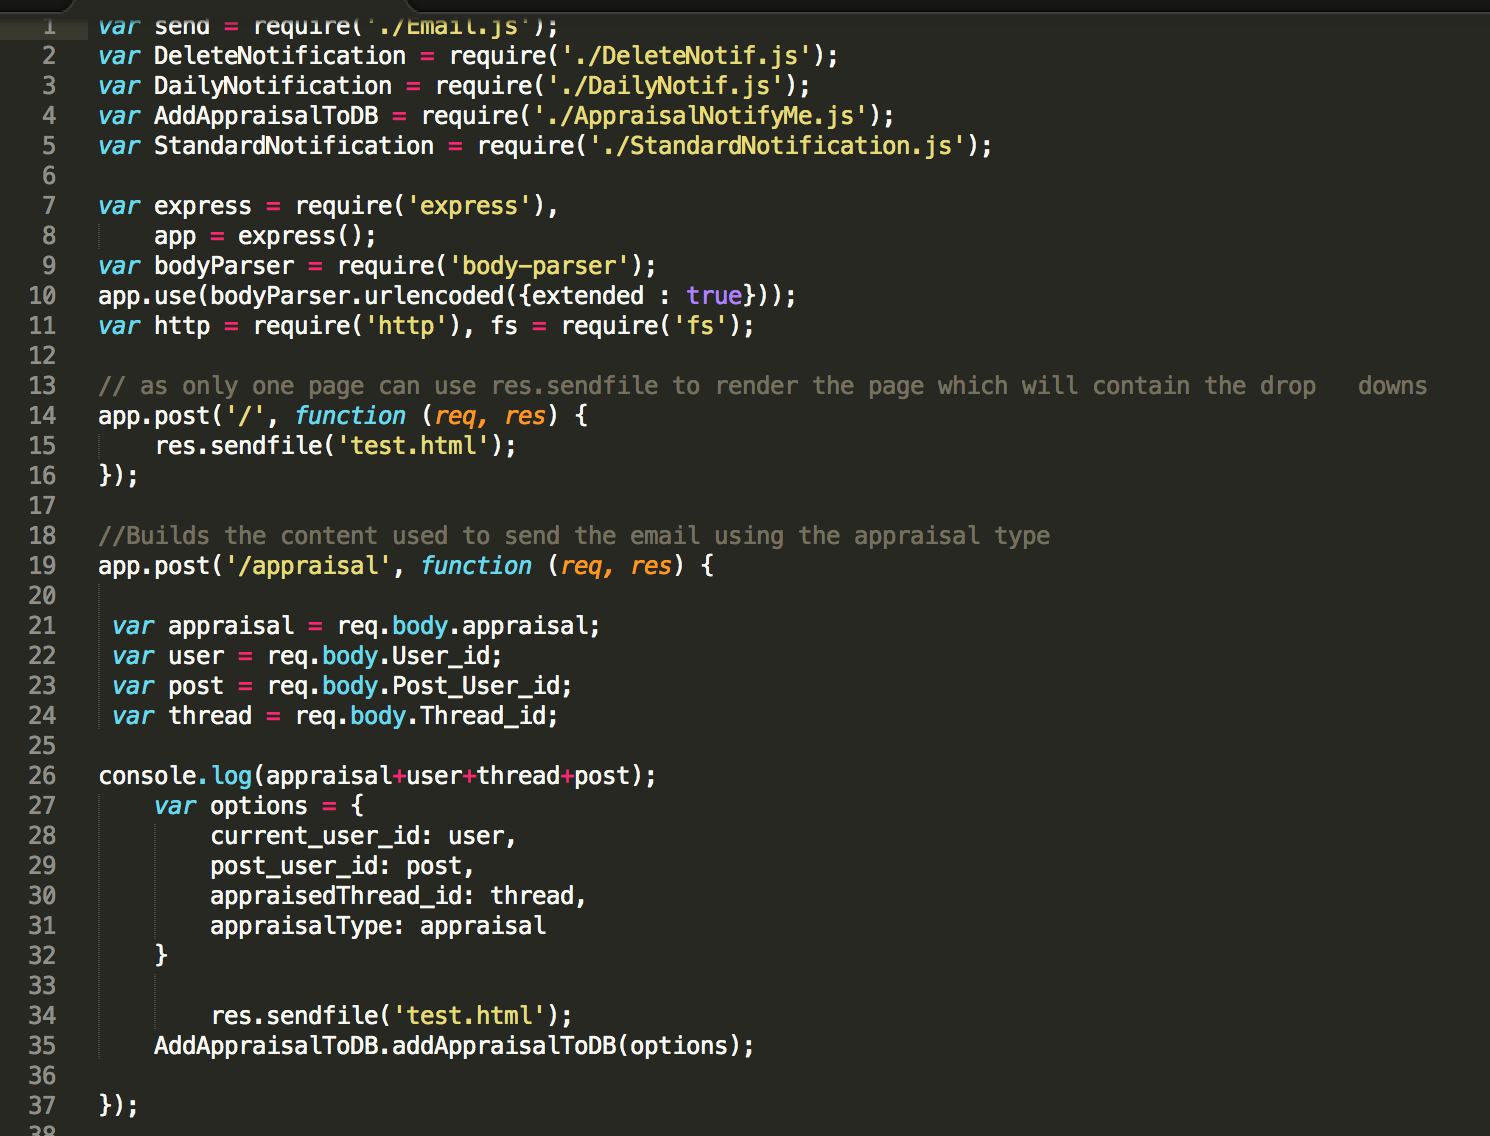 1 var send = require('./Email.js');
2 var DeleteNotification = require('./DeleteNotif.js');
3 var DailyNotification = require('./DailyNotif.js');
4 var AddAppraisalToDB = require('./AppraisalNotifyMe.js');
5 var StandardNotification = require('./StandardNotification.js');
6
7 var express = require('express'),
8     app = express();
9 var bodyParser = require('body-parser');
10 app.use(bodyParser.urlencoded({extended : true}));
11 var http = require('http'), fs = require('fs');
12
13 // as only one page can use res.sendfile to render the page which will contain the drop   downs
14 app.post('/', function (req, res) {
15     res.sendfile('test.html');
16 });
17
18 //Builds the content used to send the email using the appraisal type
19 app.post('/appraisal', function (req, res) {
20
21  var appraisal = req.body.appraisal;
22  var user = req.body.User_id;
23  var post = req.body.Post_User_id;
24  var thread = req.body.Thread_id;
25
26 console.log(appraisal+user+thread+post);
27     var options = {
28         current_user_id: user,
29         post_user_id: post,
30         appraisedThread_id: thread,
31         appraisalType: appraisal
32     }
33
34         res.sendfile('test.html');
35     AddAppraisalToDB.addAppraisalToDB(options);
36
37 });
38